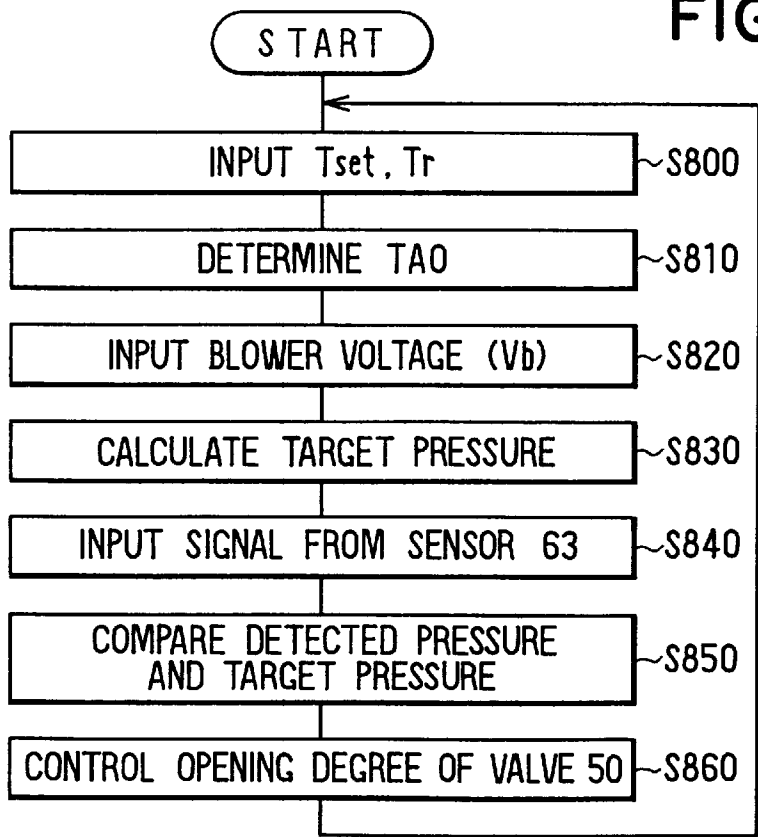 FIG
START
INPUT Tset, Tr
~S800
DETERMINE TAO
~S810
INPUT BLOWER VOLTAGE (Vb)
~S820
CALCULATE TARGET PRESSURE
~S830
INPUT SIGNAL FROM SENSOR 63
~S840
COMPARE DETECTED PRESSURE
AND TARGET PRESSURE
~S850
CONTROL OPENING DEGREE OF VALVE 50
~S860